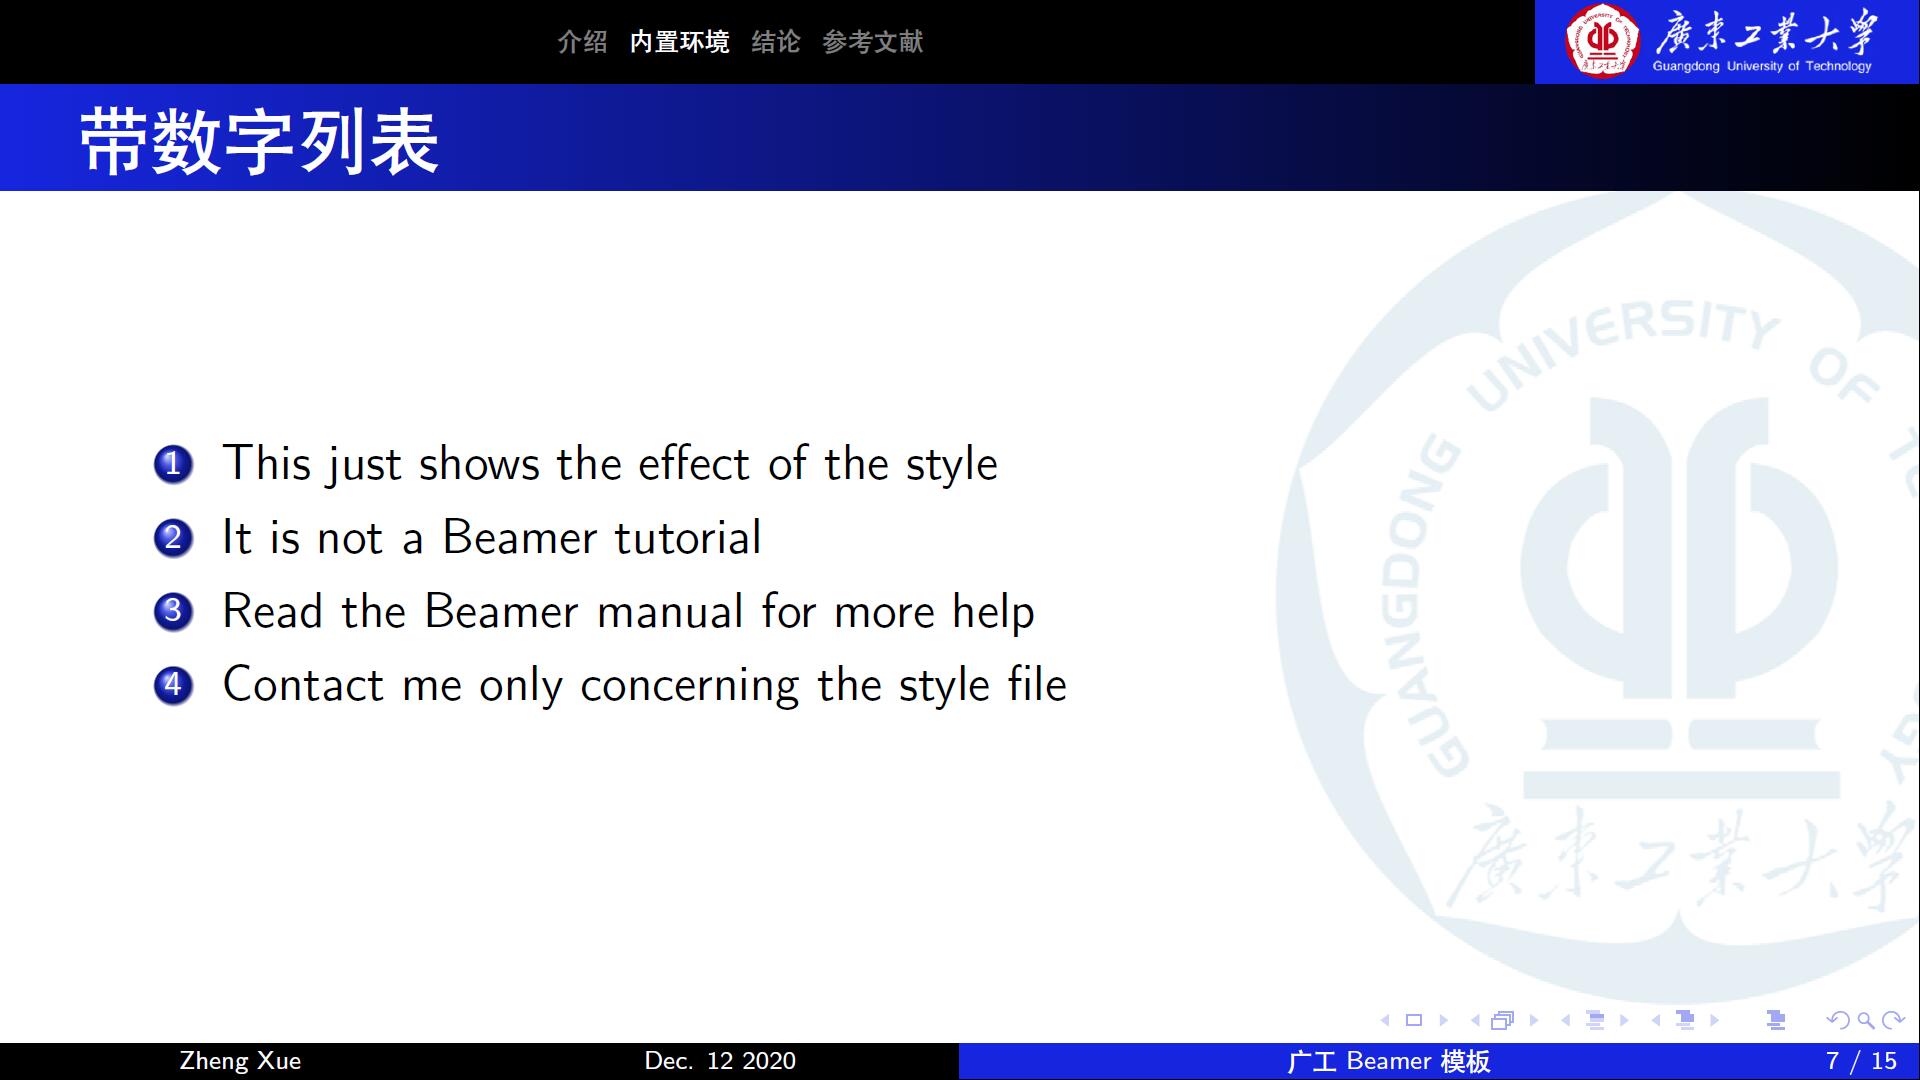 介绍 内置环境 结论 参考文献
廣東工業大學
Guangdong University of Technology
带数字列表
1 This just shows the effect of the style
2 It is not a Beamer tutorial
3 Read the Beamer manual for more help
4 Contact me only concerning the style file
GUANGDONG UNIVERSITY OF
廣東工業大學
Zheng Xue Dec. 12 2020 广工 Beamer 模板 7 / 15